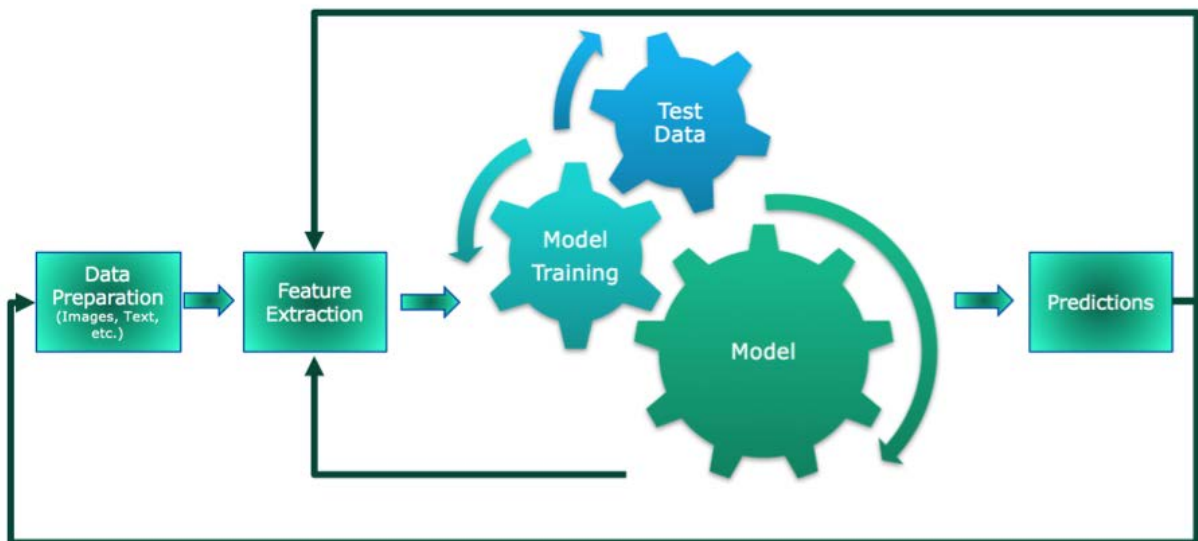 Test
Data
Model
Training
Data
Preparation
(Images, Text,
etc.)
Feature
Extraction
Model
Predictions